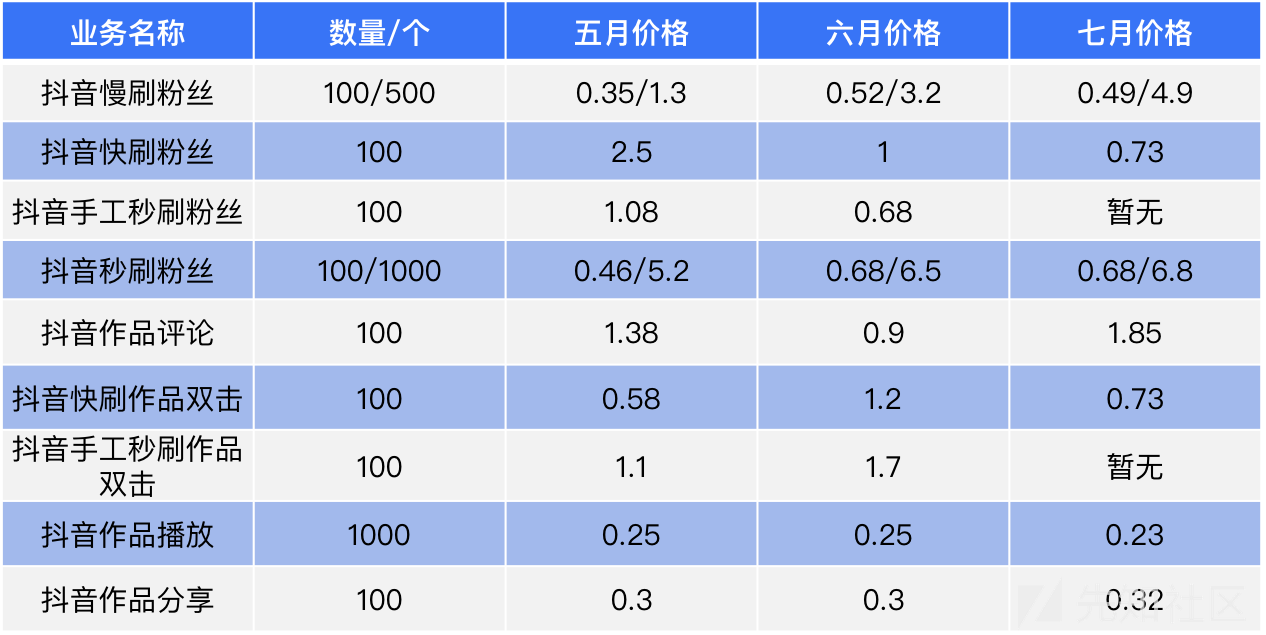 业务名称 数量/个 五月价格 六月价格 七月价格
抖音慢刷粉丝 100/500 0.35/1.3 0.52/3.2 0.49/4.9
抖音快刷粉丝 100 2.5 1 0.73
抖音手工秒刷粉丝 100 1.08 0.68 暂无
抖音秒刷粉丝 100/1000 0.46/5.2 0.68/6.5 0.68/6.8
抖音作品评论 100 1.38 0.9 1.85
抖音快刷作品双击 100 0.58 1.2 0.73
抖音手工秒刷作品
双击 100 1.1 1.7 暂无
抖音作品播放 1000 0.25 0.25 0.23
抖音作品分享 100 0.3 0.3 0.32
先知社区